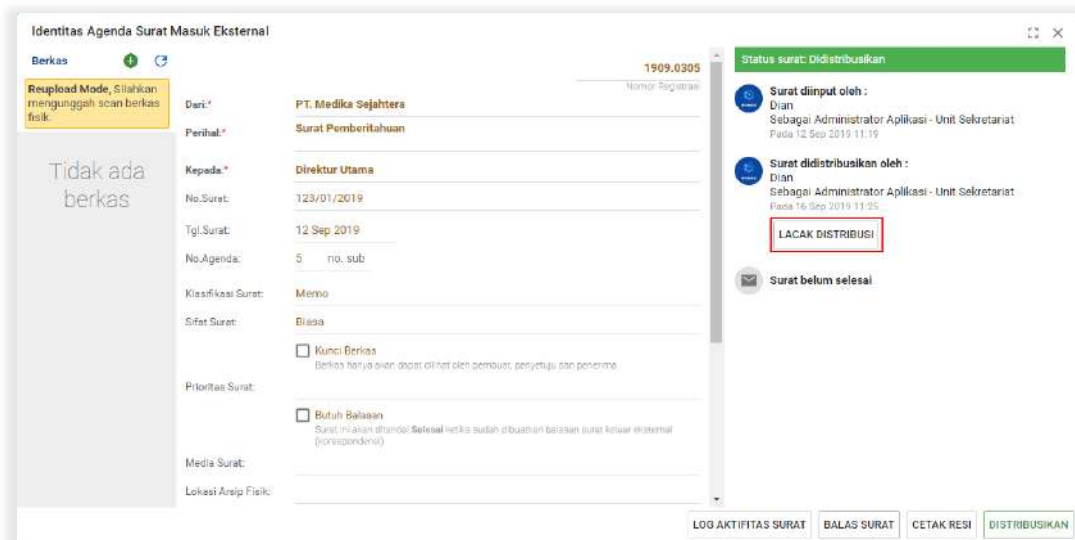 Identitas Agenda Surat Masuk Eksternal
Berkas
Reupload Mode, Silahkan
mengunggah scan berkas
fisik.
Tidak ada
berkas
1909.0305
Nomor Registrasi
Dari:*
PT. Medika Sejahtera
Perihal:*
Surat Pemberitahuan
Kepada:*
Direktur Utama
No.Surat:
123/01/2019
Tgl.Surat:
12 Sep 2019
No.Agenda:
5 no. sub
Klasifikasi Surat:
Memo
Sifat Surat:
Biasa
Kunci Berkas
Berkas hanya akan dapat dilihat oleh pembuat, penyetuju dan penerima
Prioritas Surat:
Butuh Balasan
Surat ini akan ditandai Selesai ketika sudah dibuatkan balasan surat keluar eksternal
(korespondensi)
Media Surat:
Lokasi Arsip Fisik:
Status surat: Didistribusikan
Surat diinput oleh :
Dian
Sebagai Administrator Aplikasi - Unit Sekretariat
Pada 12 Sep 2019 11:19
Surat didistribusikan oleh :
Dian
Sebagai Administrator Aplikasi - Unit Sekretariat
Pada 16 Sep 2019 11:25
LACAK DISTRIBUSI
Surat belum selesai
LOG AKTIFITAS SURAT
BALAS SURAT
CETAK RESI
DISTRIBUSIKAN